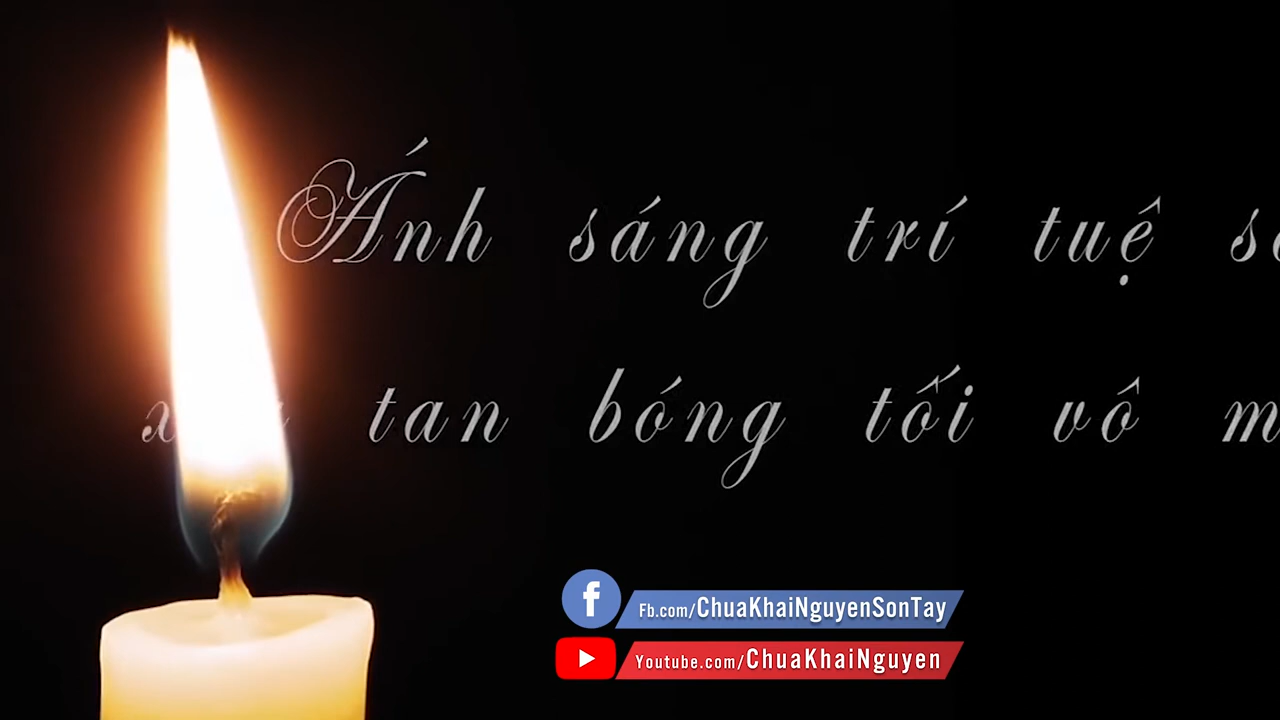 Ánh sáng trí tuệ
tan bóng tối vô
Fb.com/ChuaKhaiNguyenSonTay
Youtube.com/ChuaKhaiNguyen